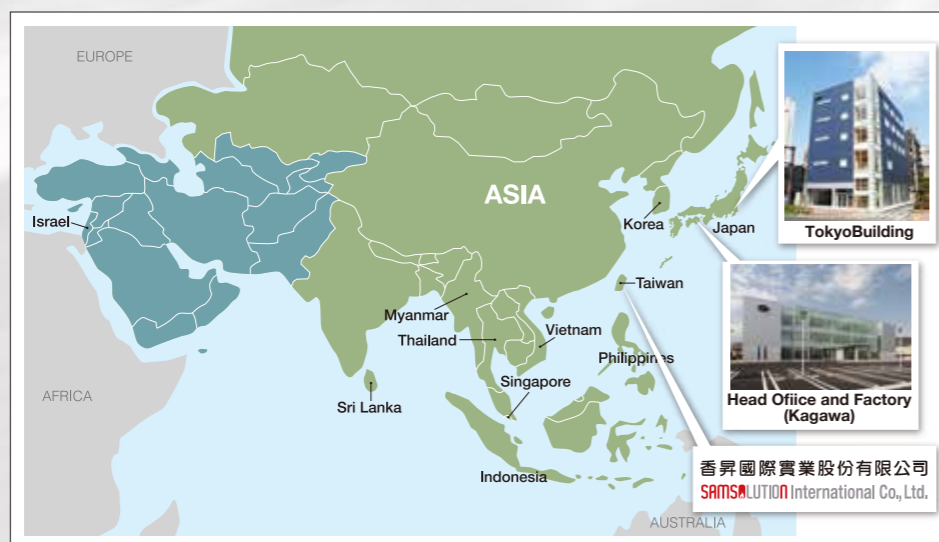 EUROPE
ASIA
Israel
Korea
Japan
TokyoBuilding
Taiwan
Myanmar
Thailand
Vietnam
Philippines
Head Ofiice and Factory
(Kagawa)
Singapore
AFRICA
Sri Lanka
Indonesia
香昇國際實業股份有限公司
SAMSOLUTION International Co., Ltd.
AUSTRALIA